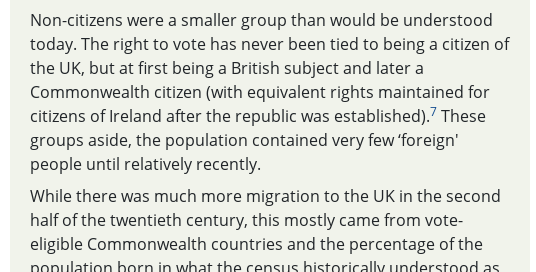 Non-citizens were a smaller group than would be understood
today. The right to vote has never been tied to being a citizen of
the UK, but at first being a British subject and later a
Commonwealth citizen (with equivalent rights maintained for
citizens of Ireland after the republic was established).7 These
groups aside, the population contained very few ‘foreign'
people until relatively recently.
While there was much more migration to the UK in the second
half of the twentieth century, this mostly came from vote-
eligible Commonwealth countries and the percentage of the
population born in what the census historically understood as